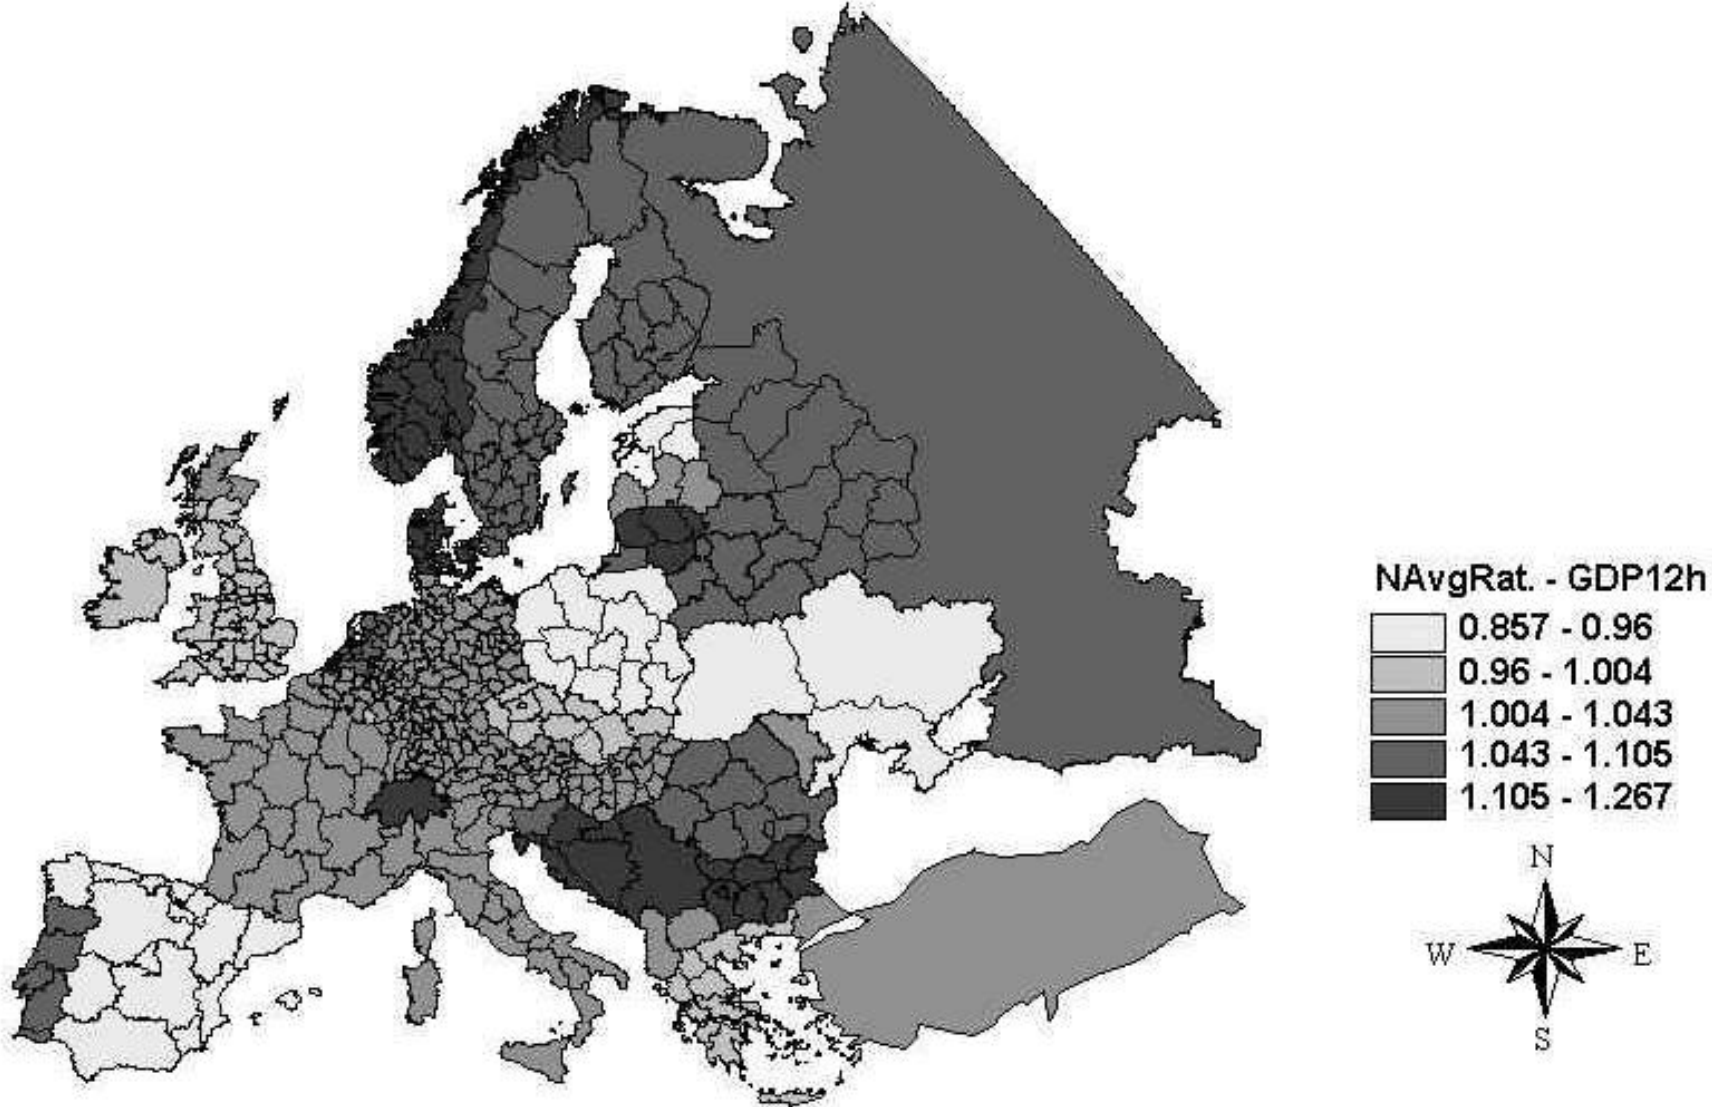 NAvgRat. - GDP12h
0.857 - 0.96
0.96 - 1.004
1.004 - 1.043
1.043 - 1.105
1.105 - 1.267
N
W E
S